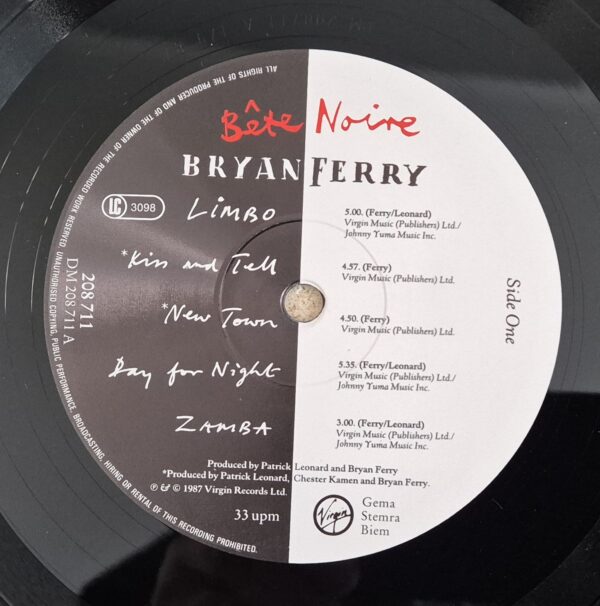 ALL RIGHTS OF THE PRODUCER AND OF THE OWNER OF THE RECORDED WORK RESERVED. UNAUTHORISED COPYING, PUBLIC PERFORMANCE, BROADCASTING, HIRING OR RENTAL OF THIS RECORDING PROHIBITED.
Bête Noire
BRYAN FERRY
LC 3098
208 711
DM 208 711 A
Side One
LIMBO
5.00. (Ferry/Leonard)
Virgin Music (Publishers) Ltd./
Johnny Yuma Music Inc.
*Kiss and Tell
4.57. (Ferry)
Virgin Music (Publishers) Ltd.
*New Town
4.50. (Ferry)
Virgin Music (Publishers) Ltd.
Day for Night
5.35. (Ferry/Leonard)
Virgin Music (Publishers) Ltd./
Johnny Yuma Music Inc.
ZAMBA
3.00. (Ferry/Leonard)
Virgin Music (Publishers) Ltd./
Johnny Yuma Music Inc.
Produced by Patrick Leonard and Bryan Ferry
*Produced by Patrick Leonard, Chester Kamen and Bryan Ferry.
℗ & © 1987 Virgin Records Ltd.
33 upm
Virgin
Gema
Stemra
Biem